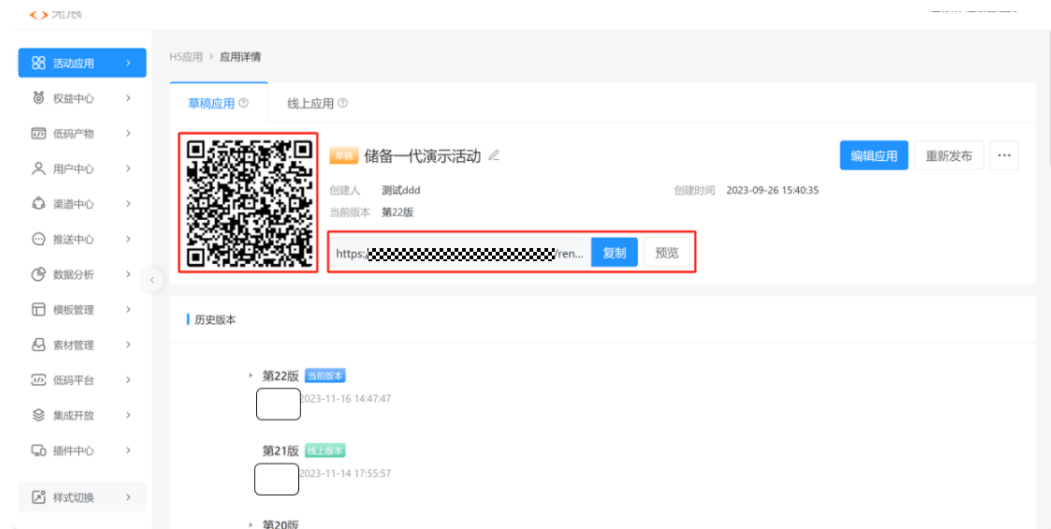 活动应用
权益中心
低码产物
用户中心
渠道中心
推送中心
数据分析
模板管理
素材管理
低码平台
集成开放
插件中心
样式切换
H5应用 > 应用详情
草稿应用
线上应用
草稿 储备一代演示活动
编辑应用
重新发布
创建人 测试ddd
创建时间 2023-09-26 15:40:35
当前版本 第22版
https:/ /ren...
复制
预览
历史版本
第22版 当前版本
2023-11-16 14:47:47
第21版 线上版本
2023-11-14 17:55:57
第20版